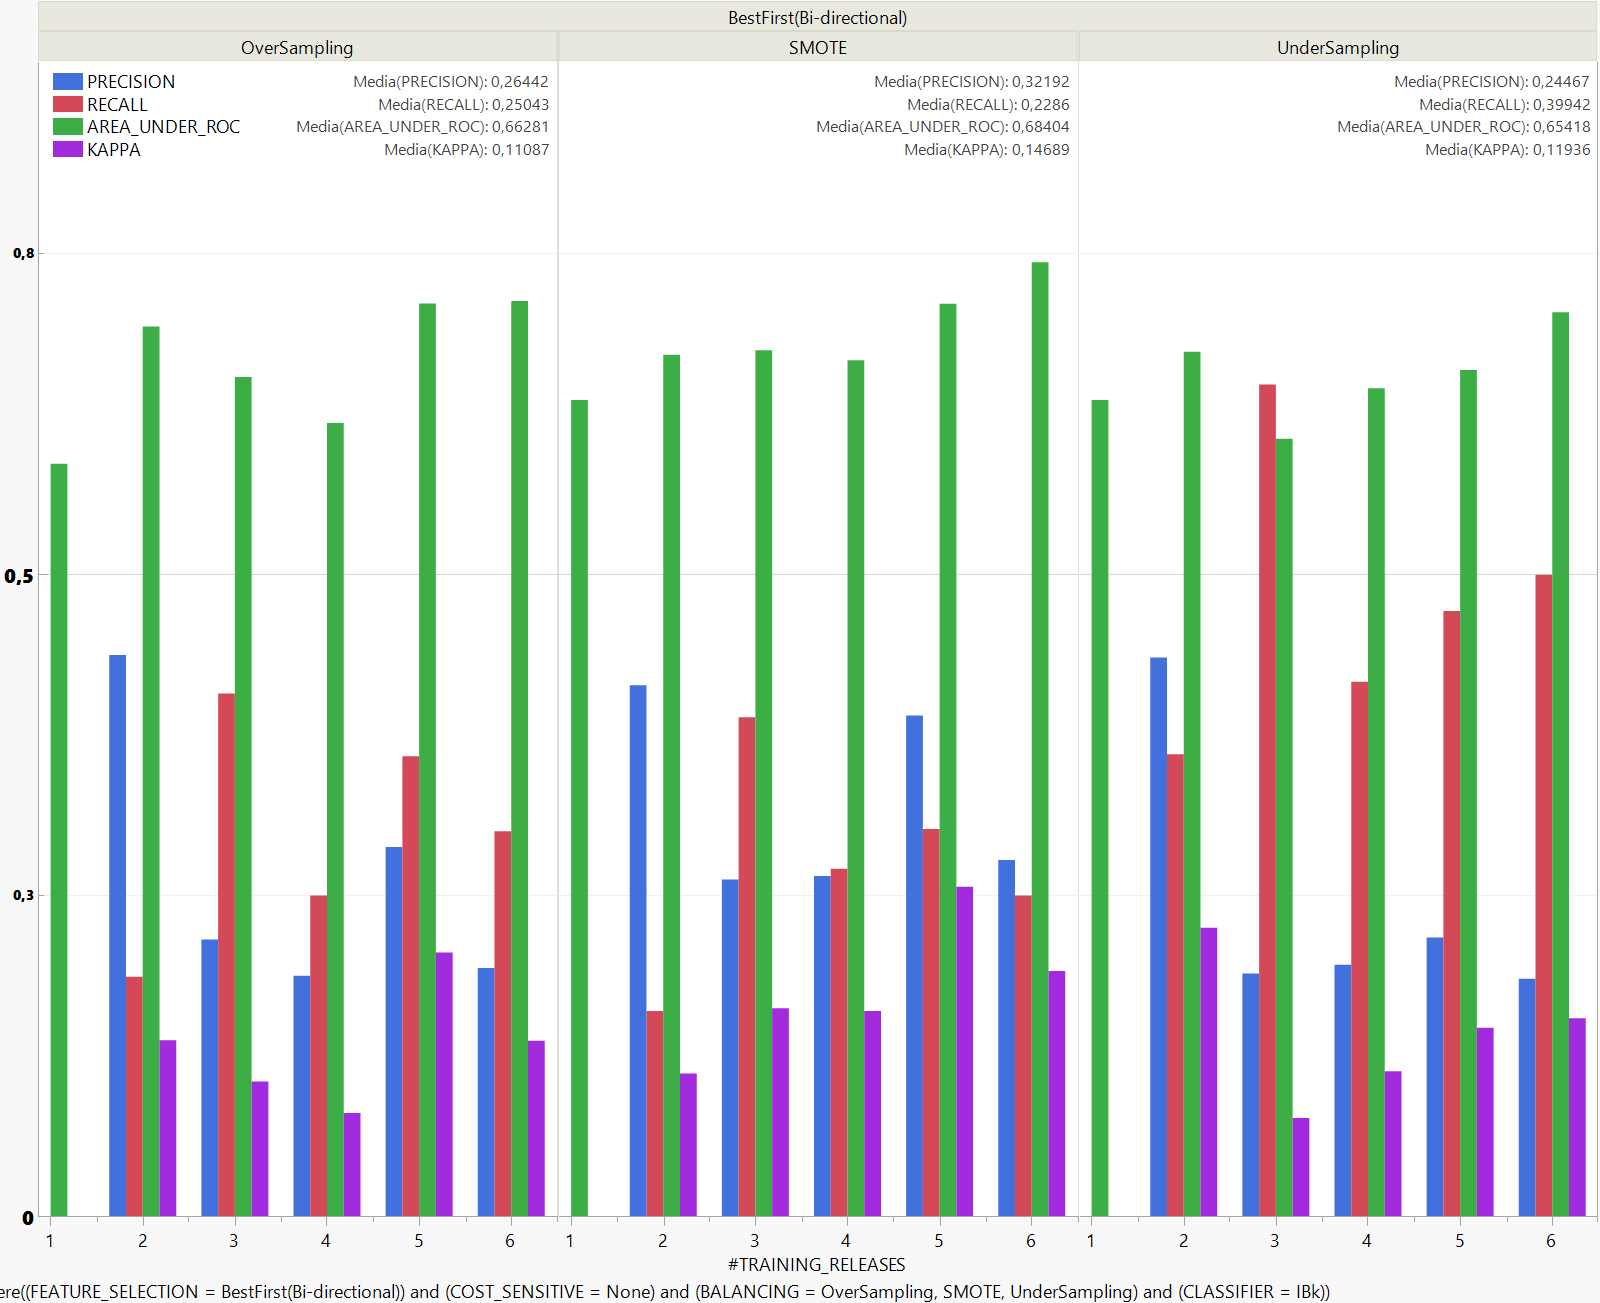 BestFirst(Bi-directional)
OverSampling
SMOTE
UnderSampling
PRECISION
RECALL
AREA_UNDER_ROC
KAPPA
Media(PRECISION): 0,26442
Media(RECALL): 0,25043
Media(AREA_UNDER_ROC): 0,66281
Media(KAPPA): 0,11087
Media(PRECISION): 0,32192
Media(RECALL): 0,2286
Media(AREA_UNDER_ROC): 0,68404
Media(KAPPA): 0,14689
Media(PRECISION): 0,24467
Media(RECALL): 0,39942
Media(AREA_UNDER_ROC): 0,65418
Media(KAPPA): 0,11936
0,8
0,5
0,3
0
1 2 3 4 5 6 1 2 3 4 5 6 1 2 3 4 5 6
#TRAINING_RELEASES
ere((FEATURE_SELECTION = BestFirst(Bi-directional)) and (COST_SENSITIVE = None) and (BALANCING = OverSampling, SMOTE, UnderSampling) and (CLASSIFIER = IBk))